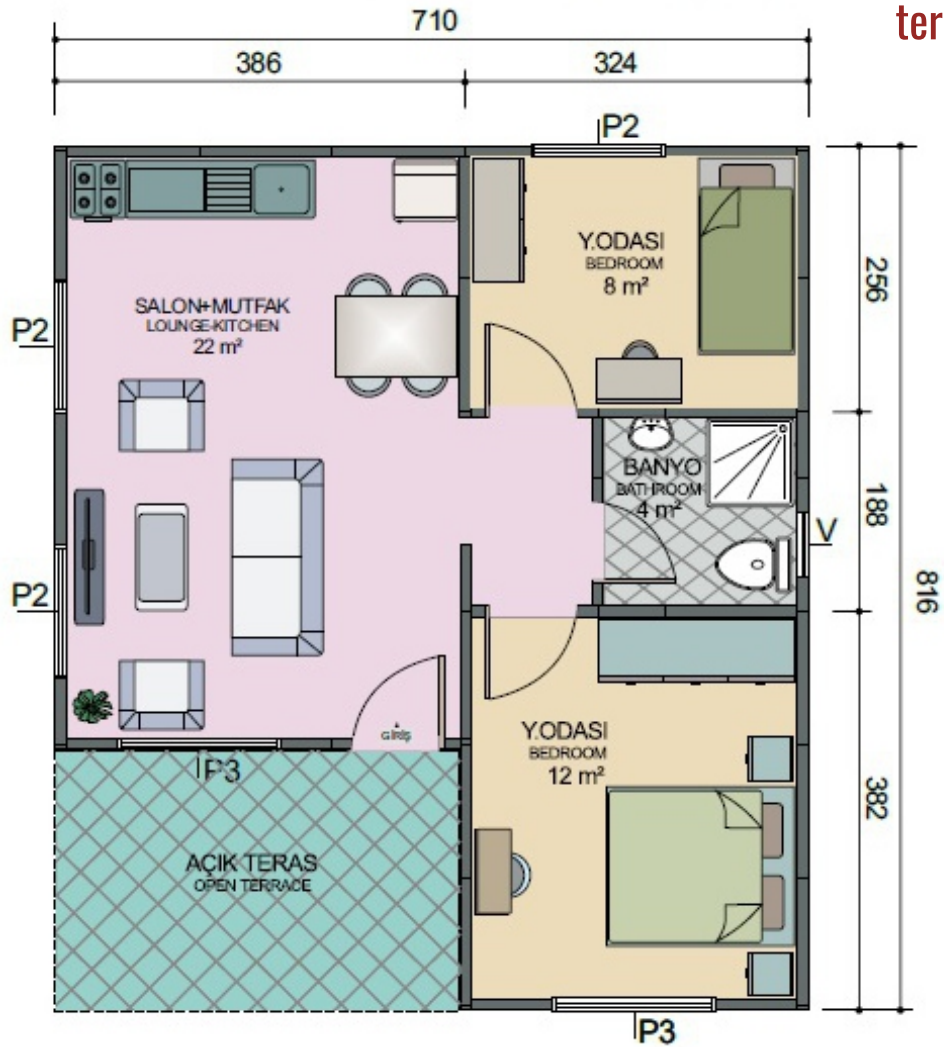 710
ter
386
324
P2
Y.ODASI
BEDROOM
8 m²
256
SALON+MUTFAK
LOUNGE-KITCHEN
22 m²
P2
BANYO
BATHROOM
4 m²
188
V
P2
816
GİRİŞ
Y.ODASI
BEDROOM
12 m²
P3
382
AÇIK TERAS
OPEN TERRACE
P3